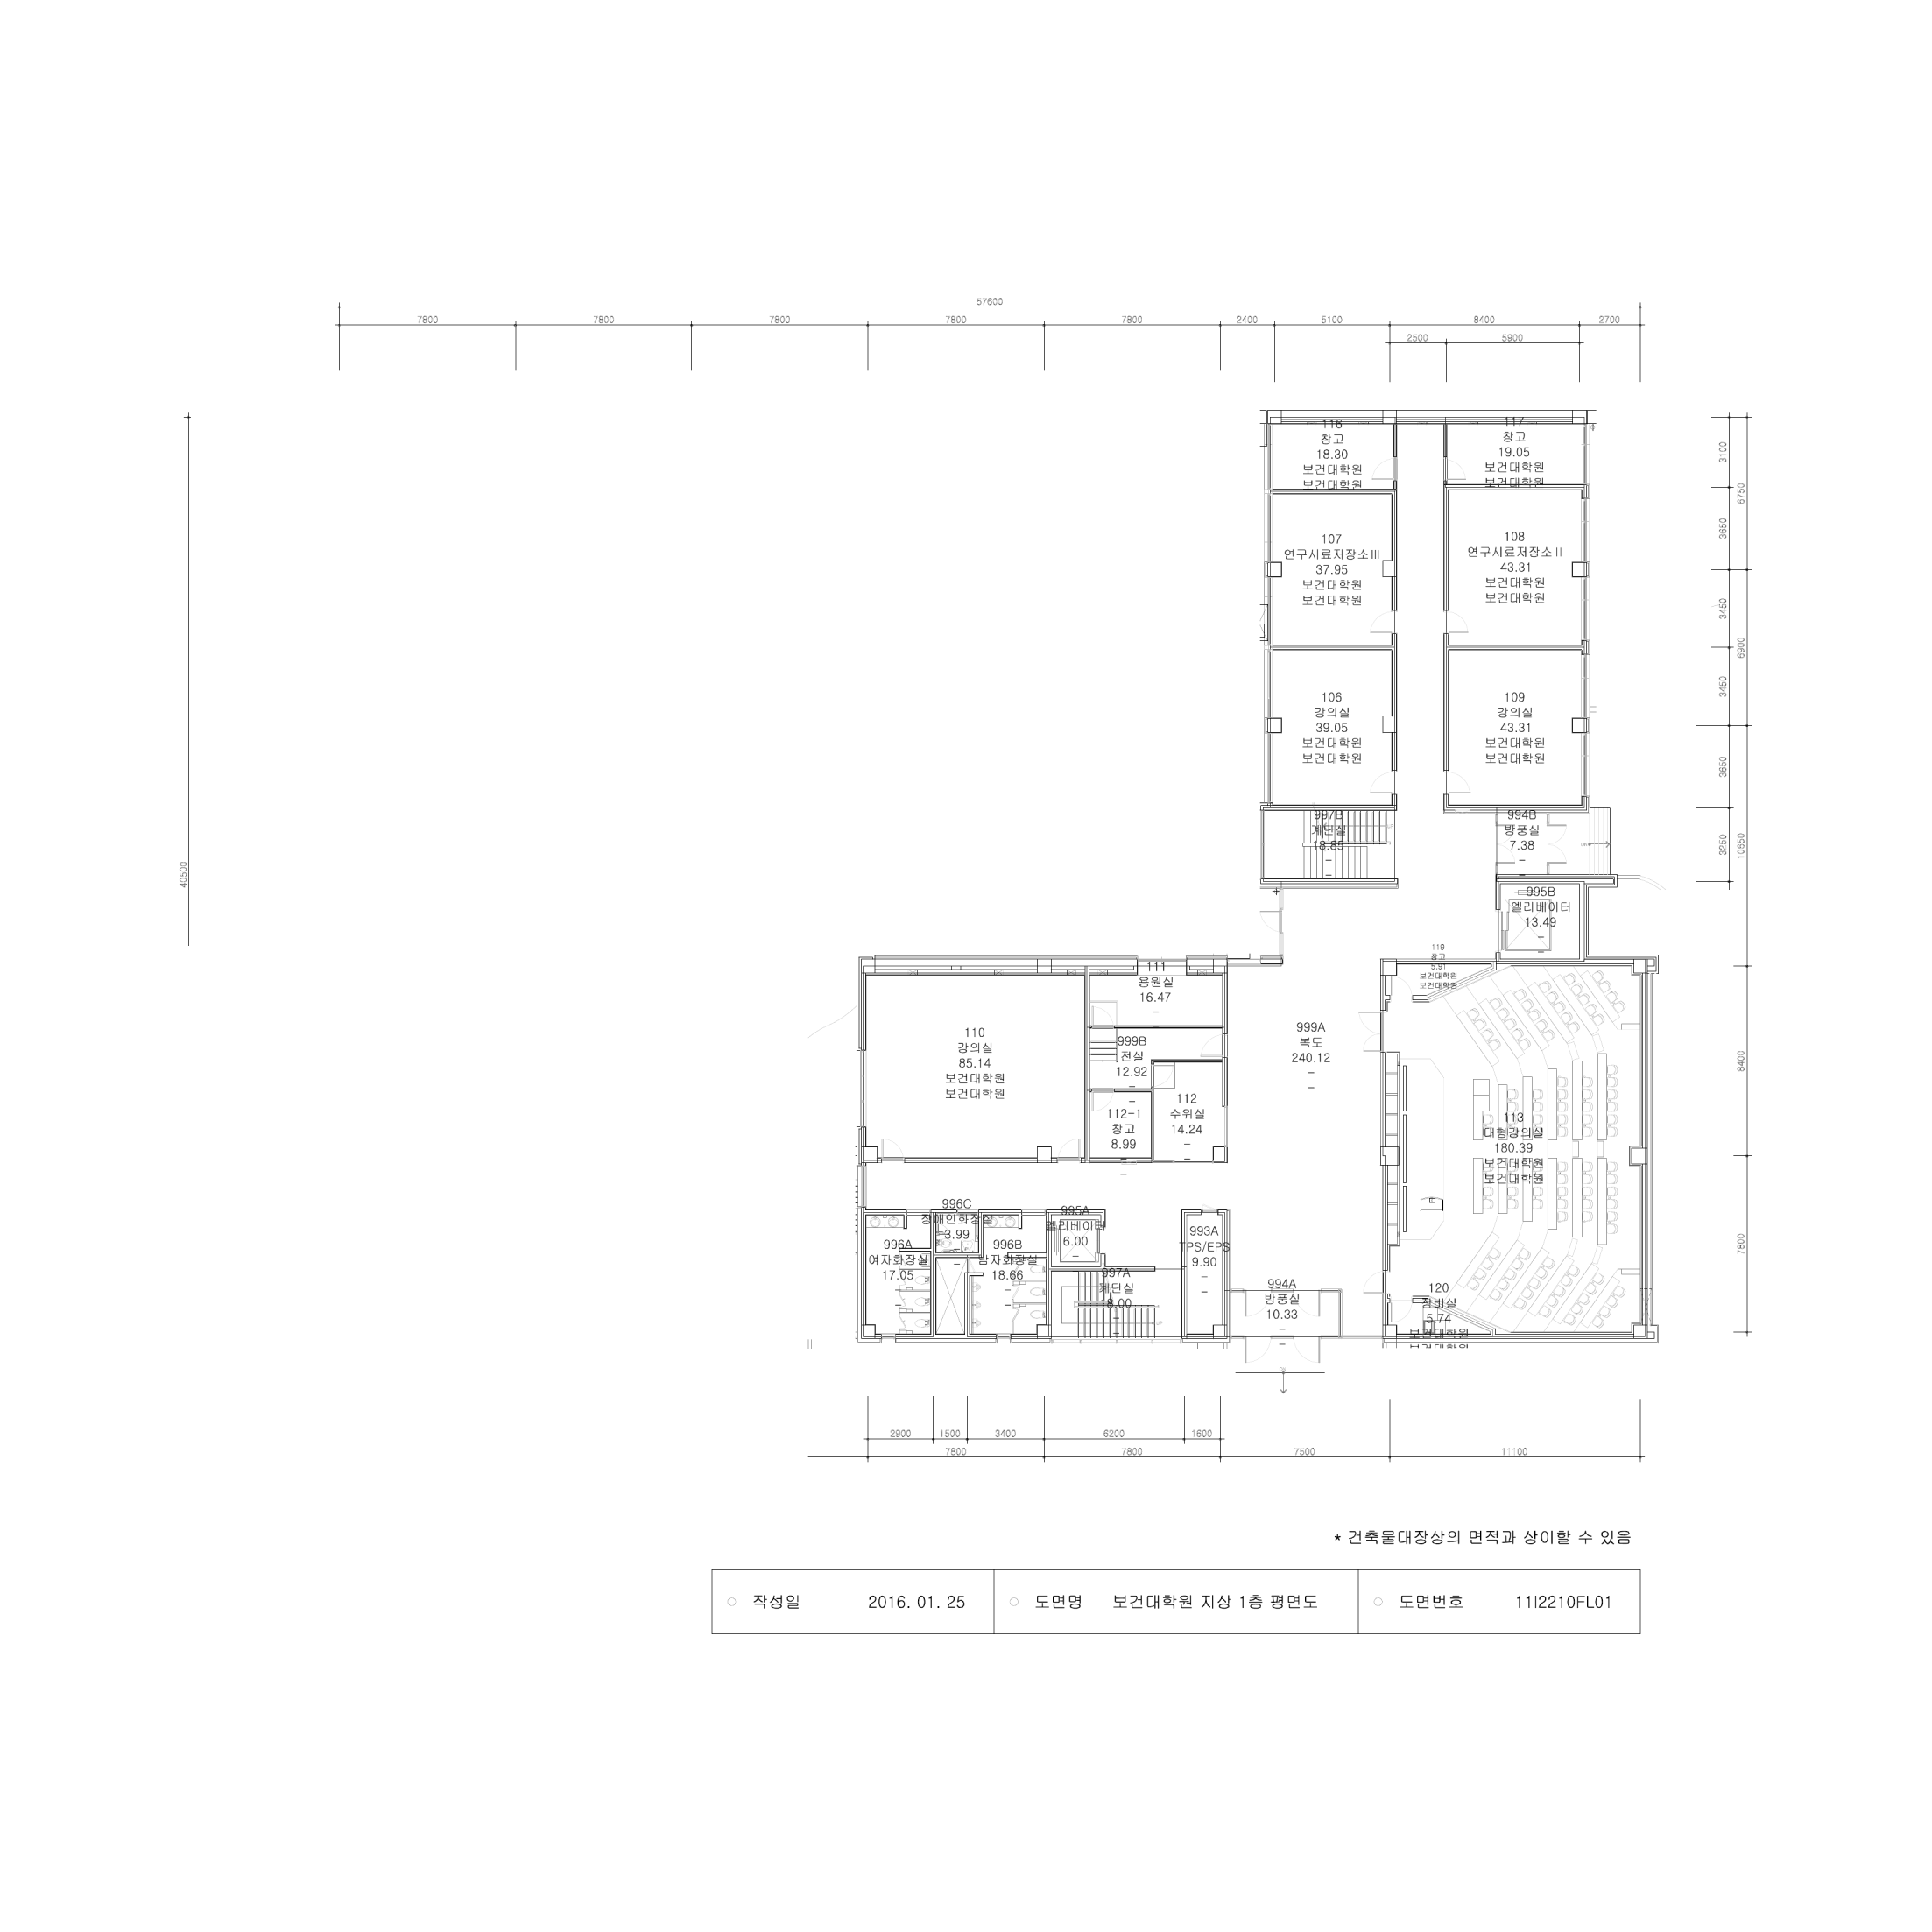 57600
7800
7800
7800
7800
7800
2400
5100
8400
2700
2500
5900
40500
3100
3650
3450
3450
3650
3250
6750
6900
10650
8400
7800
116
창고
18.30
보건대학원
보건대학원
117
창고
19.05
보건대학원
보건대학원
107
연구시료저장소Ⅲ
37.95
보건대학원
보건대학원
108
연구시료저장소Ⅱ
43.31
보건대학원
보건대학원
106
강의실
39.05
보건대학원
보건대학원
109
강의실
43.31
보건대학원
보건대학원
997B
계단실
18.85
994B
방풍실
7.38
995B
엘리베이터
13.49
119
창고
5.91
보건대학원
보건대학원
111
용원실
16.47
110
강의실
85.14
보건대학원
보건대학원
999B
전실
12.92
999A
복도
240.12
112-1
창고
8.99
112
수위실
14.24
113
대형강의실
180.39
보건대학원
보건대학원
996C
장애인화장실
3.99
996A
여자화장실
17.05
996B
남자화장실
18.66
995A
엘리베이터
6.00
993A
TPS/EPS
9.90
997A
계단실
18.00
994A
방풍실
10.33
120
장비실
5.74
보건대학원
보건대학원
2900
1500
3400
6200
1600
7800
7800
7500
11100
* 건축물대장상의 면적과 상이할 수 있음
○ 작성일 2016. 01. 25 ○ 도면명 보건대학원 지상 1층 평면도 ○ 도면번호 11I2210FL01